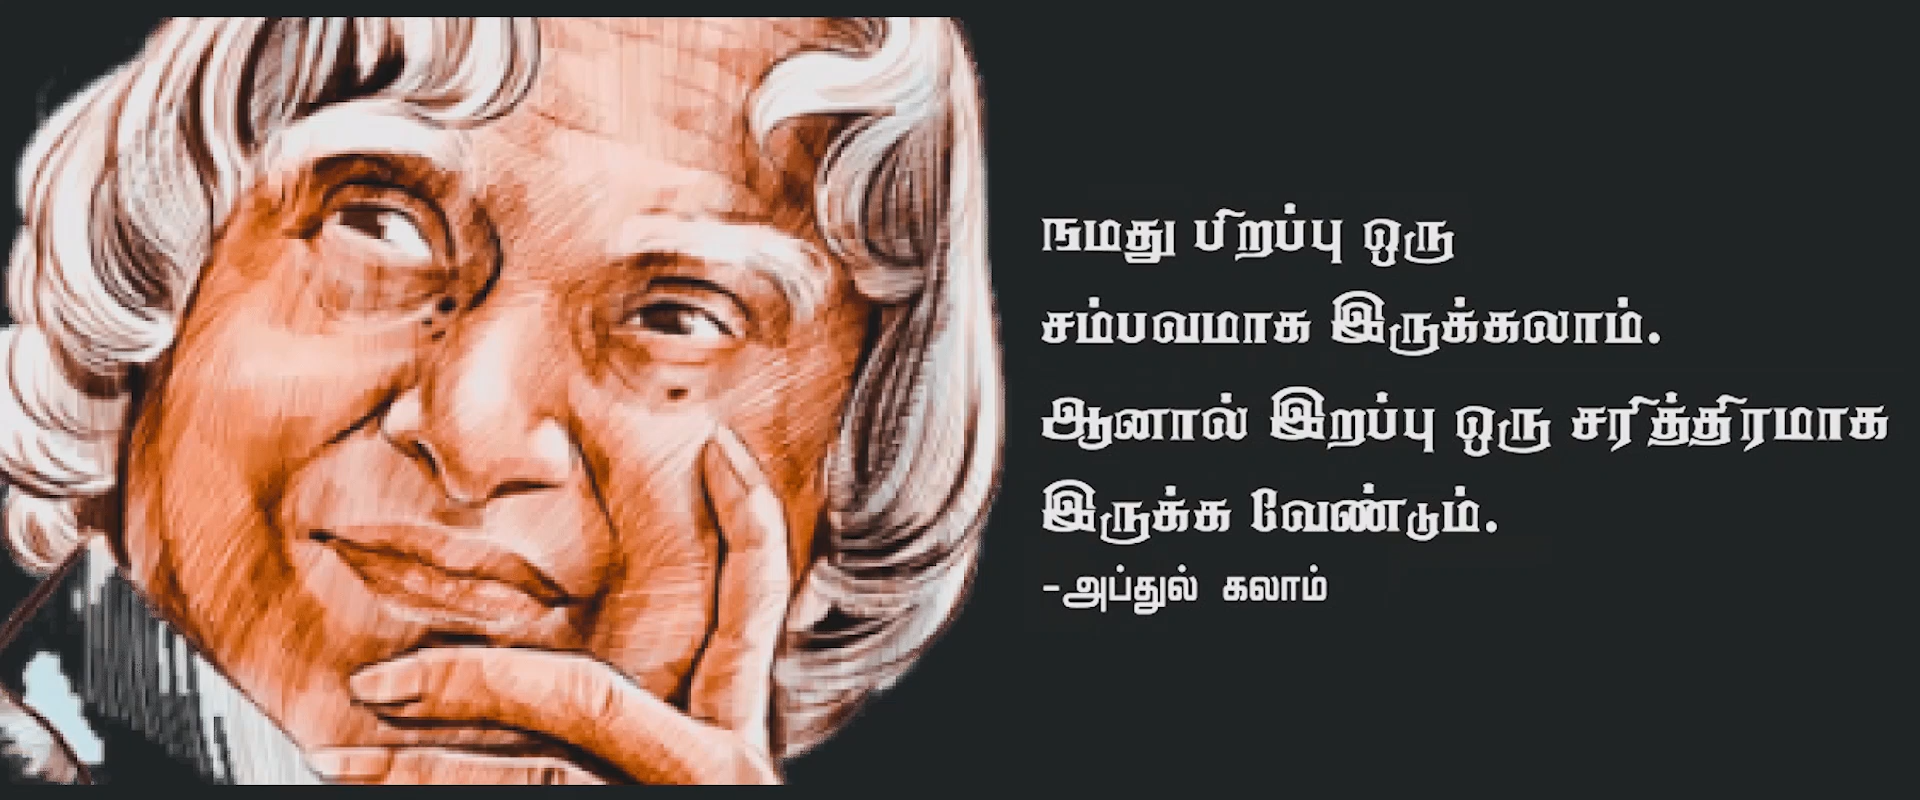 நமது பிறப்பு ஒரு
சம்பவமாக இருக்கலாம்.
ஆனால் இறப்பு ஒரு சரித்திரமாக
இருக்க வேண்டும்.
-அப்துல் கலாம்